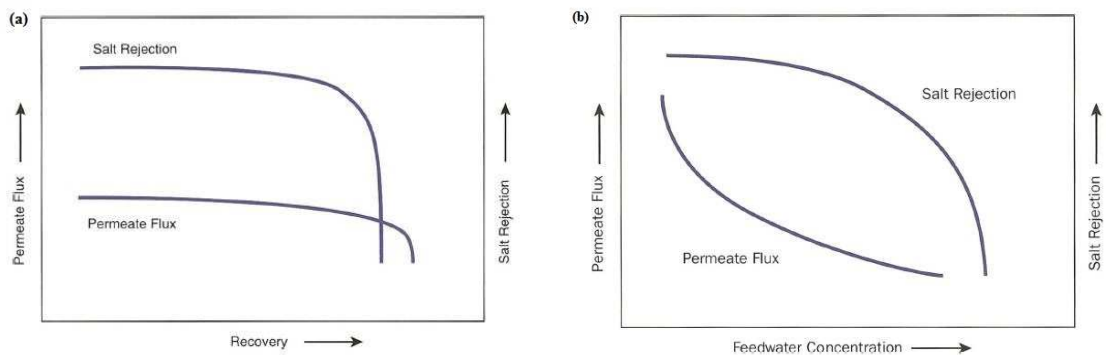 (a)
Salt Rejection
Permeate Flux
Permeate Flux
Salt Rejection
Recovery
(b)
Salt Rejection
Permeate Flux
Permeate Flux
Salt Rejection
Feedwater Concentration